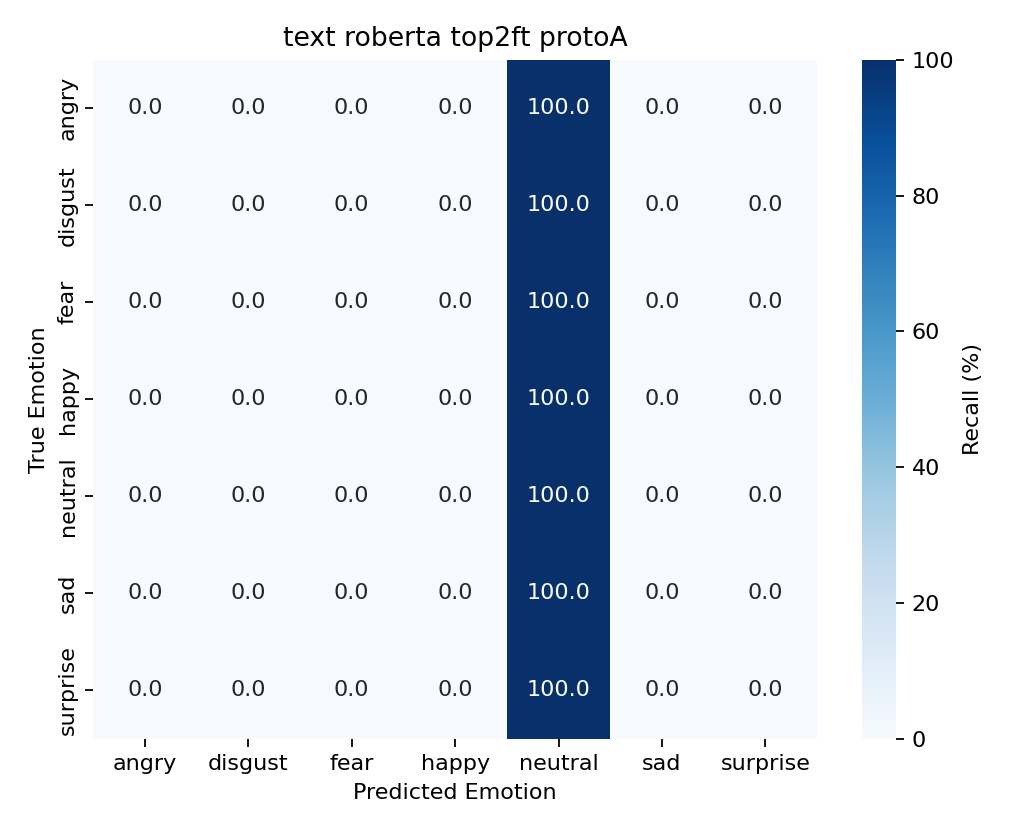 text roberta top2ft protoA
True Emotion
angry 0.0 0.0 0.0 0.0 100.0 0.0 0.0
disgust 0.0 0.0 0.0 0.0 100.0 0.0 0.0
fear 0.0 0.0 0.0 0.0 100.0 0.0 0.0
happy 0.0 0.0 0.0 0.0 100.0 0.0 0.0
neutral 0.0 0.0 0.0 0.0 100.0 0.0 0.0
sad 0.0 0.0 0.0 0.0 100.0 0.0 0.0
surprise 0.0 0.0 0.0 0.0 100.0 0.0 0.0
angry disgust fear happy neutral sad surprise
Predicted Emotion
100
80
60
40
20
0
Recall (%)